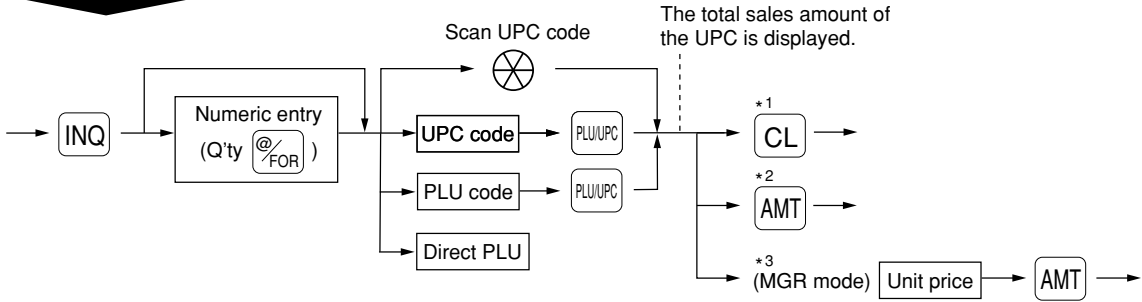 The total sales amount of
the UPC is displayed.
Scan UPC code
INQ
Numeric entry
(Q'ty @/FOR )
UPC code
PLU/UPC
*1
CL
PLU code
PLU/UPC
*2
AMT
Direct PLU
*3
(MGR mode) Unit price AMT